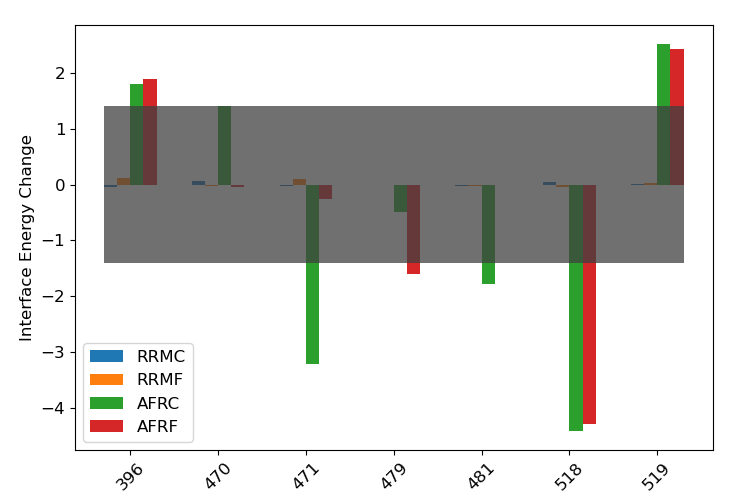 Interface Energy Change
2
1
0
−1
−2
−3
−4
RRMC
RRMF
AFRC
AFRF
396 470 471 479 481 518 519